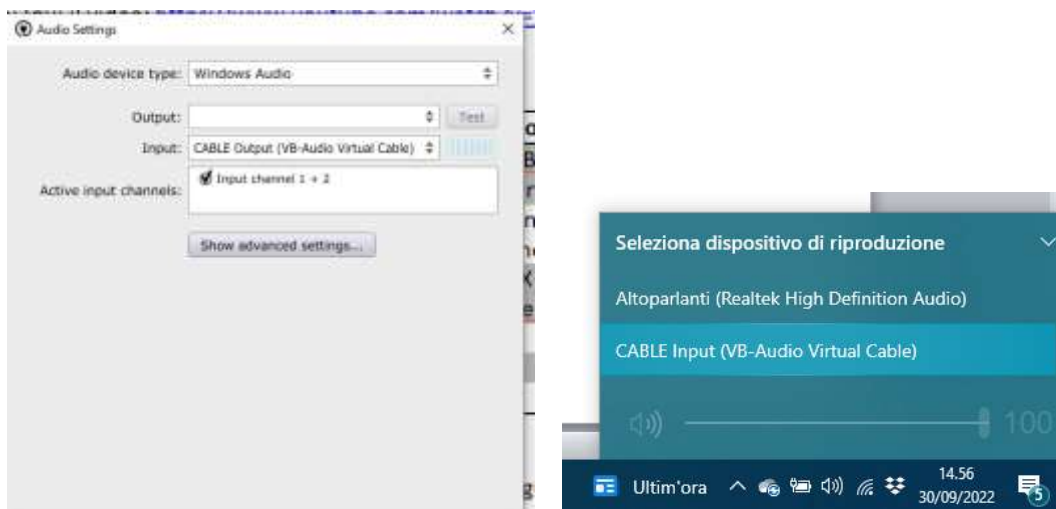 Audio Settings
Audio device type: Windows Audio
Output: Test
Input: CABLE Output (VB-Audio Virtual Cable)
Active input channels: Input channel 1 + 2
Show advanced settings...
Seleziona dispositivo di riproduzione
Altoparlanti (Realtek High Definition Audio)
CABLE Input (VB-Audio Virtual Cable)
100
Ultim'ora
14.56
30/09/2022
5